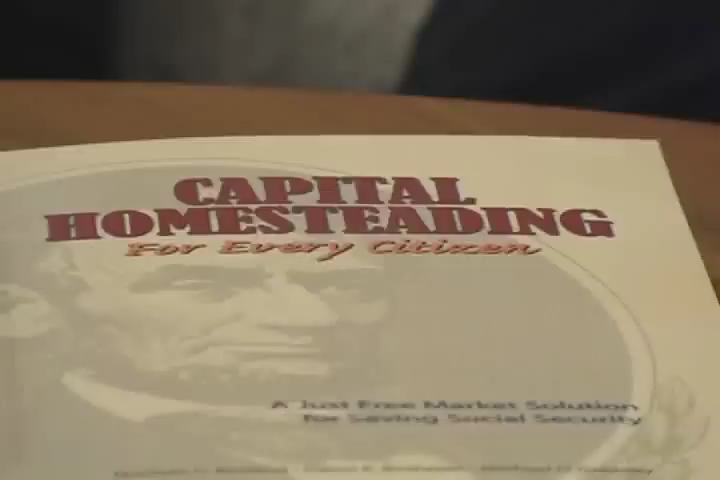 CAPITAL
HOMESTEADING
For Every Citizen
A Just Free Market Solution
for Saving Social Security